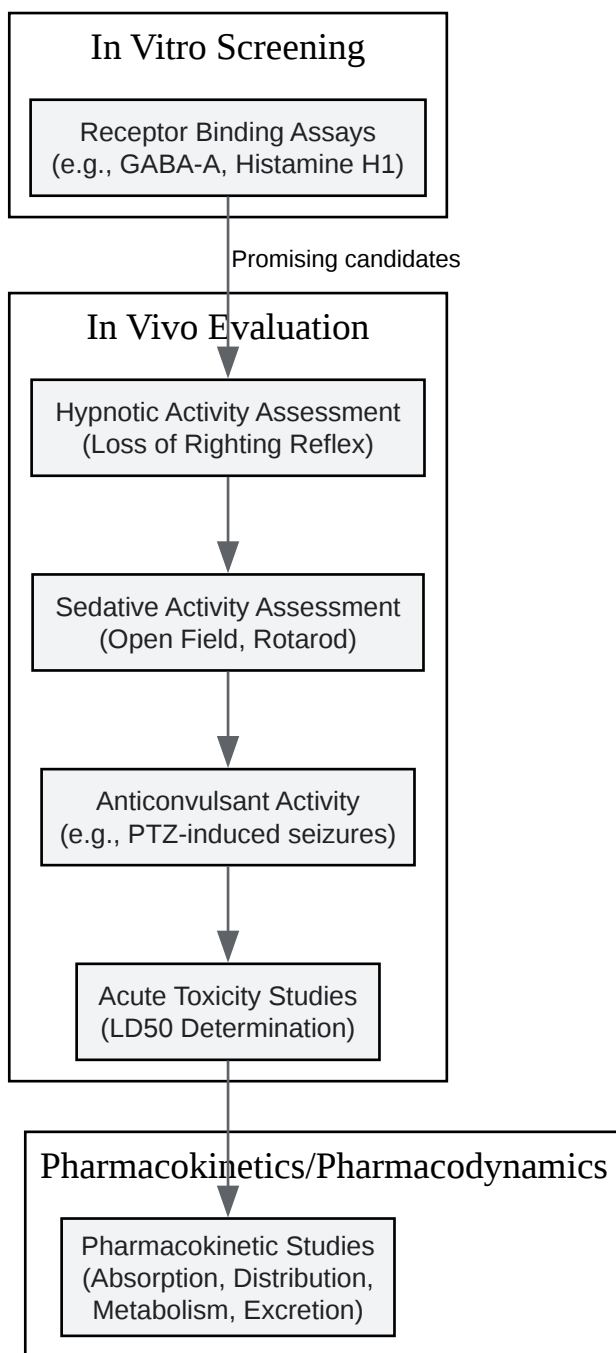 In Vitro Screening
Receptor Binding Assays
(e.g., GABA-A, Histamine H1)
Promising candidates
In Vivo Evaluation
Hypnotic Activity Assessment
(Loss of Righting Reflex)
Sedative Activity Assessment
(Open Field, Rotarod)
Anticonvulsant Activity
(e.g., PTZ-induced seizures)
Acute Toxicity Studies
(LD50 Determination)
Pharmacokinetics/Pharmacodynamics
Pharmacokinetic Studies
(Absorption, Distribution,
Metabolism, Excretion)